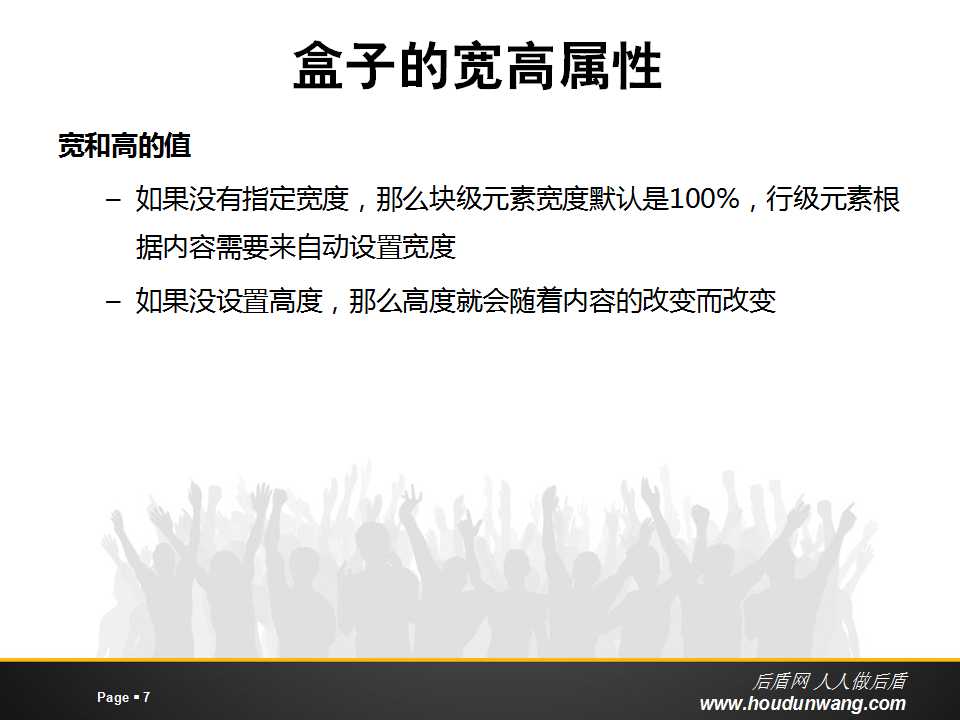 盒子的宽高属性
宽和高的值
– 如果没有指定宽度，那么块级元素宽度默认是100%，行级元素根
据内容需要来自动设置宽度
– 如果没设置高度，那么高度就会随着内容的改变而改变
Page ▪ 7
后盾网 人人做后盾
www.houdunwang.com